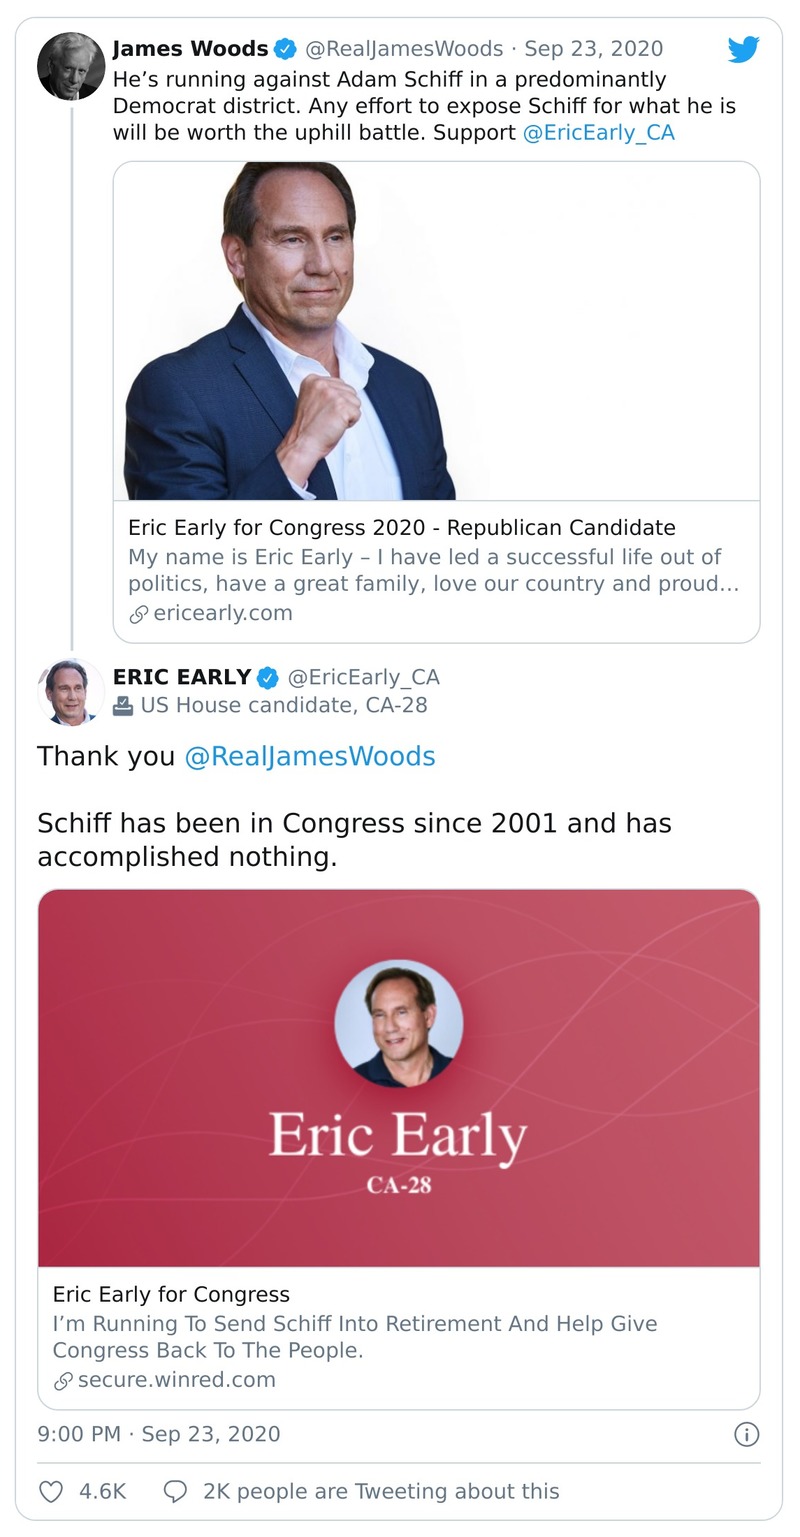 James Woods @RealJamesWoods · Sep 23, 2020
He’s running against Adam Schiff in a predominantly
Democrat district. Any effort to expose Schiff for what he is
will be worth the uphill battle. Support @EricEarly_CA
Eric Early for Congress 2020 - Republican Candidate
My name is Eric Early – I have led a successful life out of
politics, have a great family, love our country and proud…
ericearly.com
ERIC EARLY @EricEarly_CA
US House candidate, CA-28
Thank you @RealJamesWoods
Schiff has been in Congress since 2001 and has
accomplished nothing.
Eric Early
CA-28
Eric Early for Congress
I’m Running To Send Schiff Into Retirement And Help Give
Congress Back To The People.
secure.winred.com
9:00 PM · Sep 23, 2020
4.6K 2K people are Tweeting about this